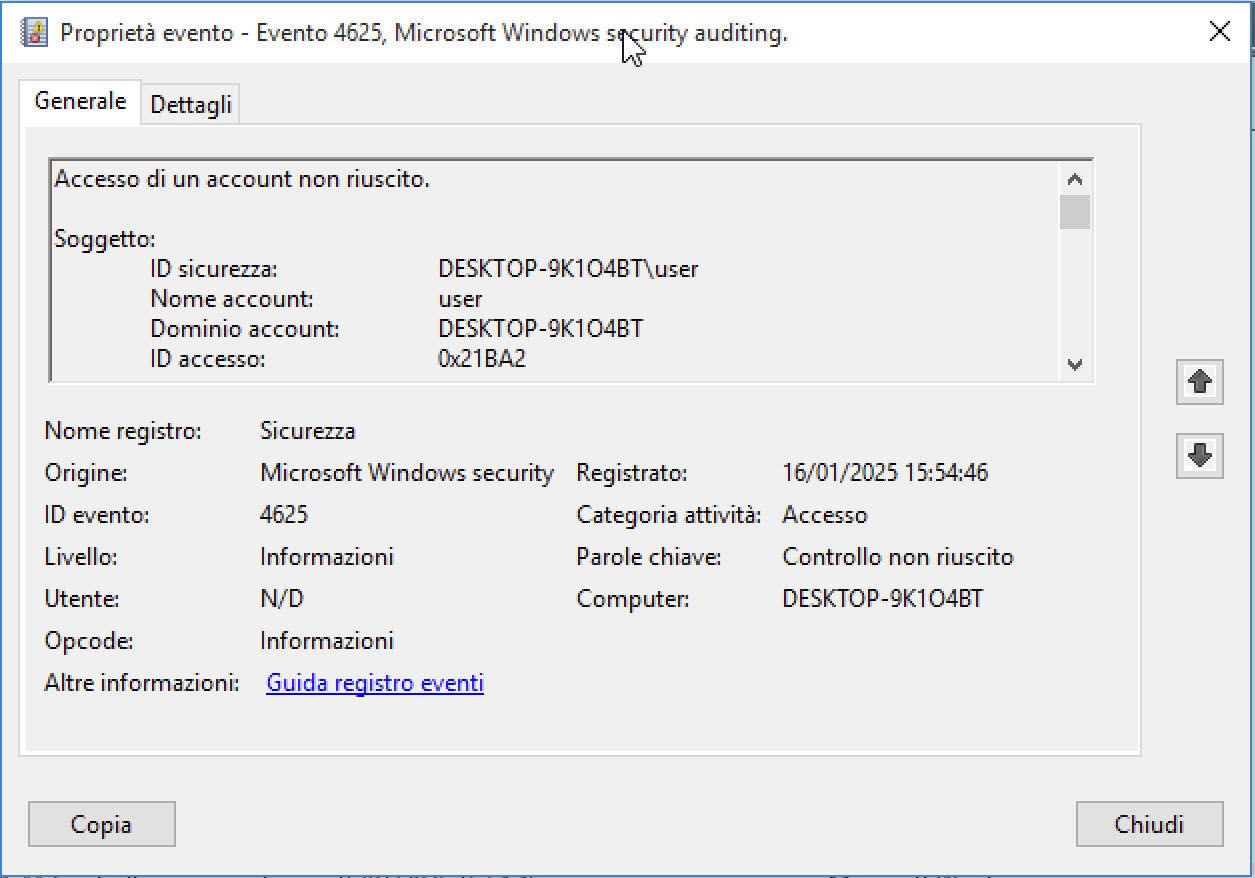 Proprietà evento - Evento 4625, Microsoft Windows security auditing.
Generale Dettagli
Accesso di un account non riuscito.
Soggetto:
ID sicurezza: DESKTOP-9K1O4BT\user
Nome account: user
Dominio account: DESKTOP-9K1O4BT
ID accesso: 0x21BA2
Nome registro: Sicurezza
Origine: Microsoft Windows security Registrato: 16/01/2025 15:54:46
ID evento: 4625 Categoria attività: Accesso
Livello: Informazioni Parole chiave: Controllo non riuscito
Utente: N/D Computer: DESKTOP-9K1O4BT
Opcode: Informazioni
Altre informazioni: Guida registro eventi
Copia Chiudi